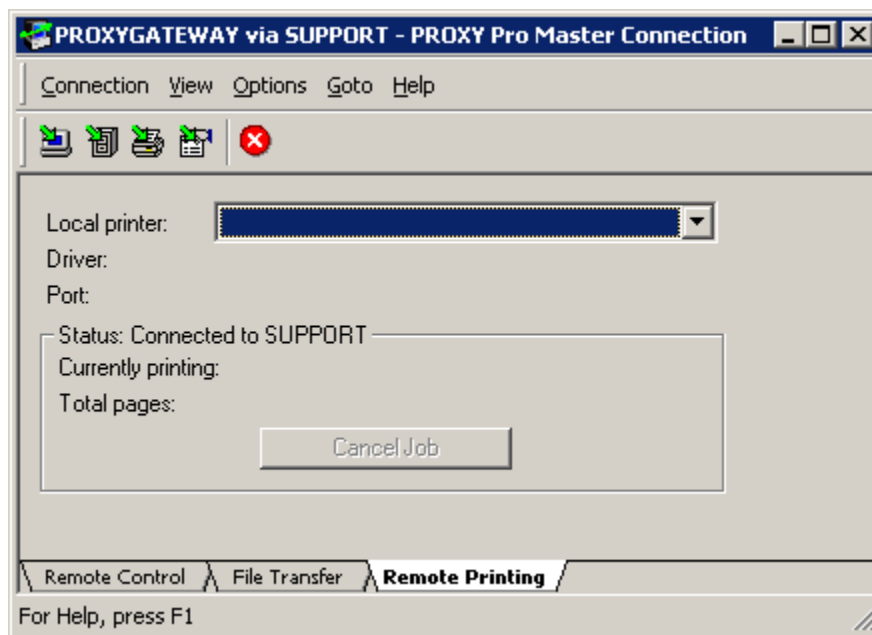 PROXYGATEWAY via SUPPORT - PROXY Pro Master Connection
Connection View Options Goto Help
Local printer:
Driver:
Port:
Status: Connected to SUPPORT
Currently printing:
Total pages:
Cancel Job
Remote Control File Transfer Remote Printing
For Help, press F1